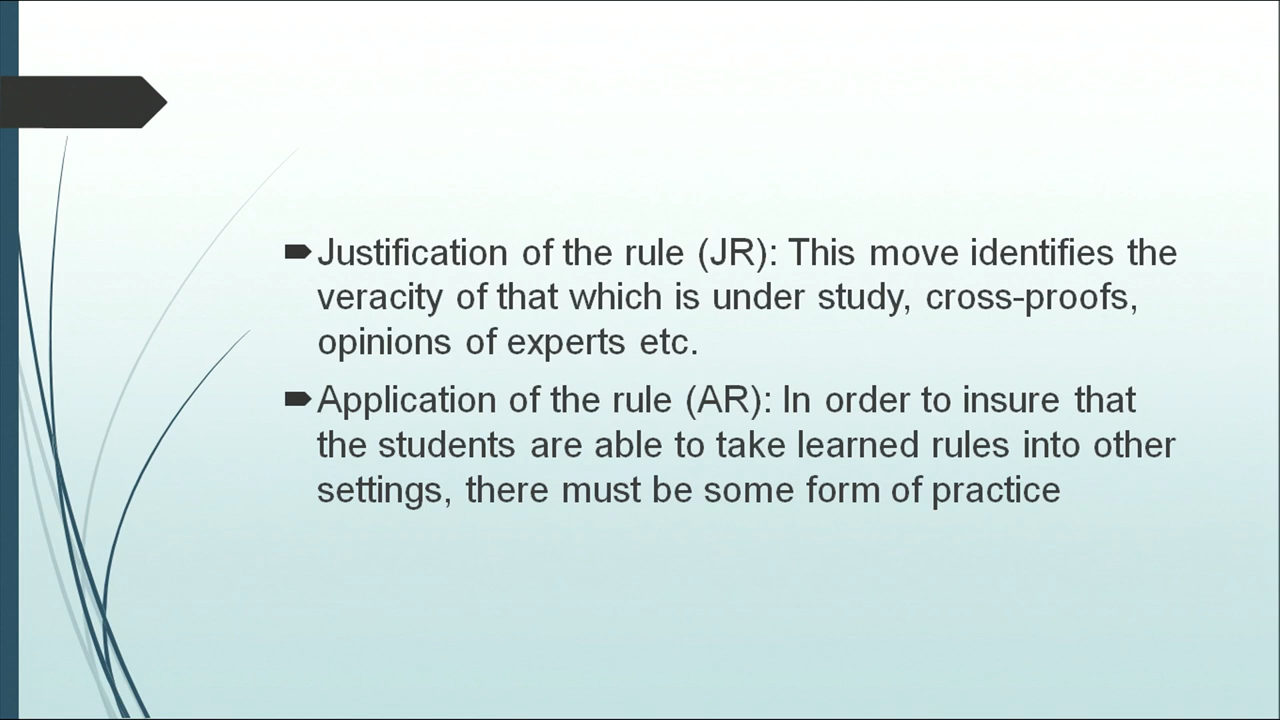 Justification of the rule (JR): This move identifies the
veracity of that which is under study, cross-proofs,
opinions of experts etc.
Application of the rule (AR): In order to insure that
the students are able to take learned rules into other
settings, there must be some form of practice